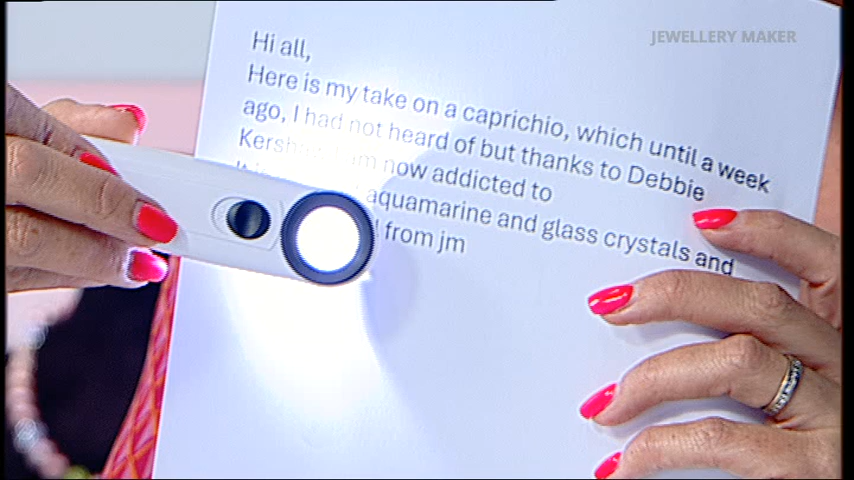 JEWELLERY MAKER
Hi all,
Here is my take on a caprichio, which until a week
ago, I had not heard of but thanks to Debbie
am now addicted to
aquamarine and glass crystals and
from jm